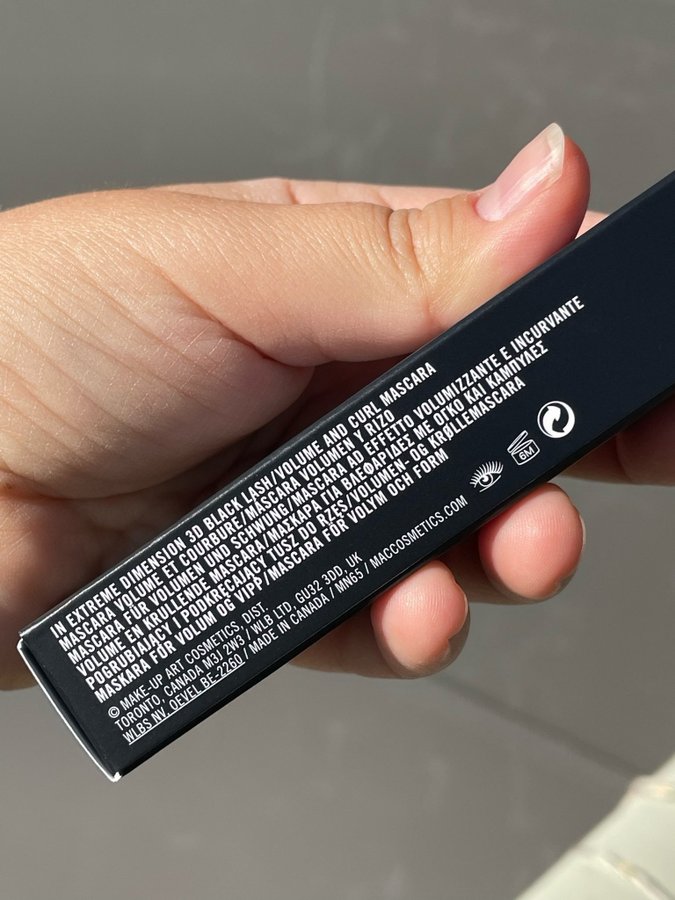 IN EXTREME DIMENSION 3D BLACK LASH/VOLUME AND CURL MASCARA
MASCARA VOLUME ET COURBURE/MÁSCARA VOLUMEN Y RIZO
MASCARA FÜR VOLUMEN UND SCHWUNG/MASCARA AD EFFETTO VOLUMIZZANTE E INCURVANTE
VOLUME EN KRULLENDE MASCARA/ΜΑΣΚΑΡΑ ΓΙΑ ΒΛΕΦΑΡΙΔΕΣ ΜΕ ΟΓΚΟ ΚΑΙ ΚΑΜΠΥΛΕΣ
POGRUBIAJĄCY I PODKRĘCAJĄCY TUSZ DO RZĘS/VOLUMEN- OG KRØLLEMASCARA
MASKARA FOR VOLUM OG VIPP/MASCARA FÖR VOLYM OCH FORM
© MAKE-UP ART COSMETICS, DIST.
TORONTO, CANADA M3J 2W3 / WLB LTD, GU32 3DD, UK
WLBS NV, OEVEL BE-2260 / MADE IN CANADA / MN65 / MACCOSMETICS.COM
6M